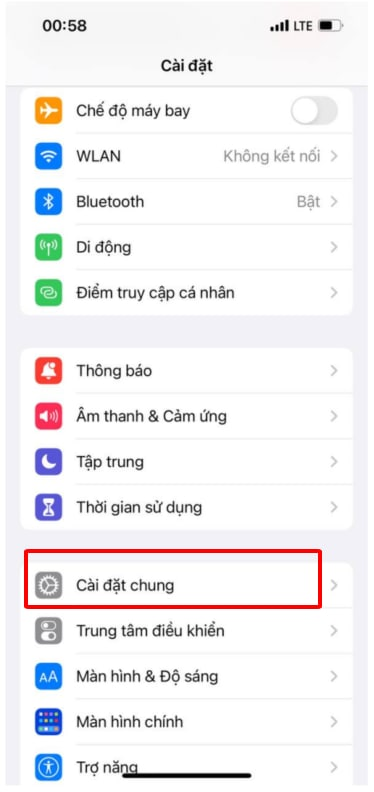 00:58 LTE
Cài đặt
Chế độ máy bay
WLAN Không kết nối
Bluetooth Bật
Di động
Điểm truy cập cá nhân
Thông báo
Âm thanh & Cảm ứng
Tập trung
Thời gian sử dụng
Cài đặt chung
Trung tâm điều khiển
AA Màn hình & Độ sáng
Màn hình chính
Trợ năng